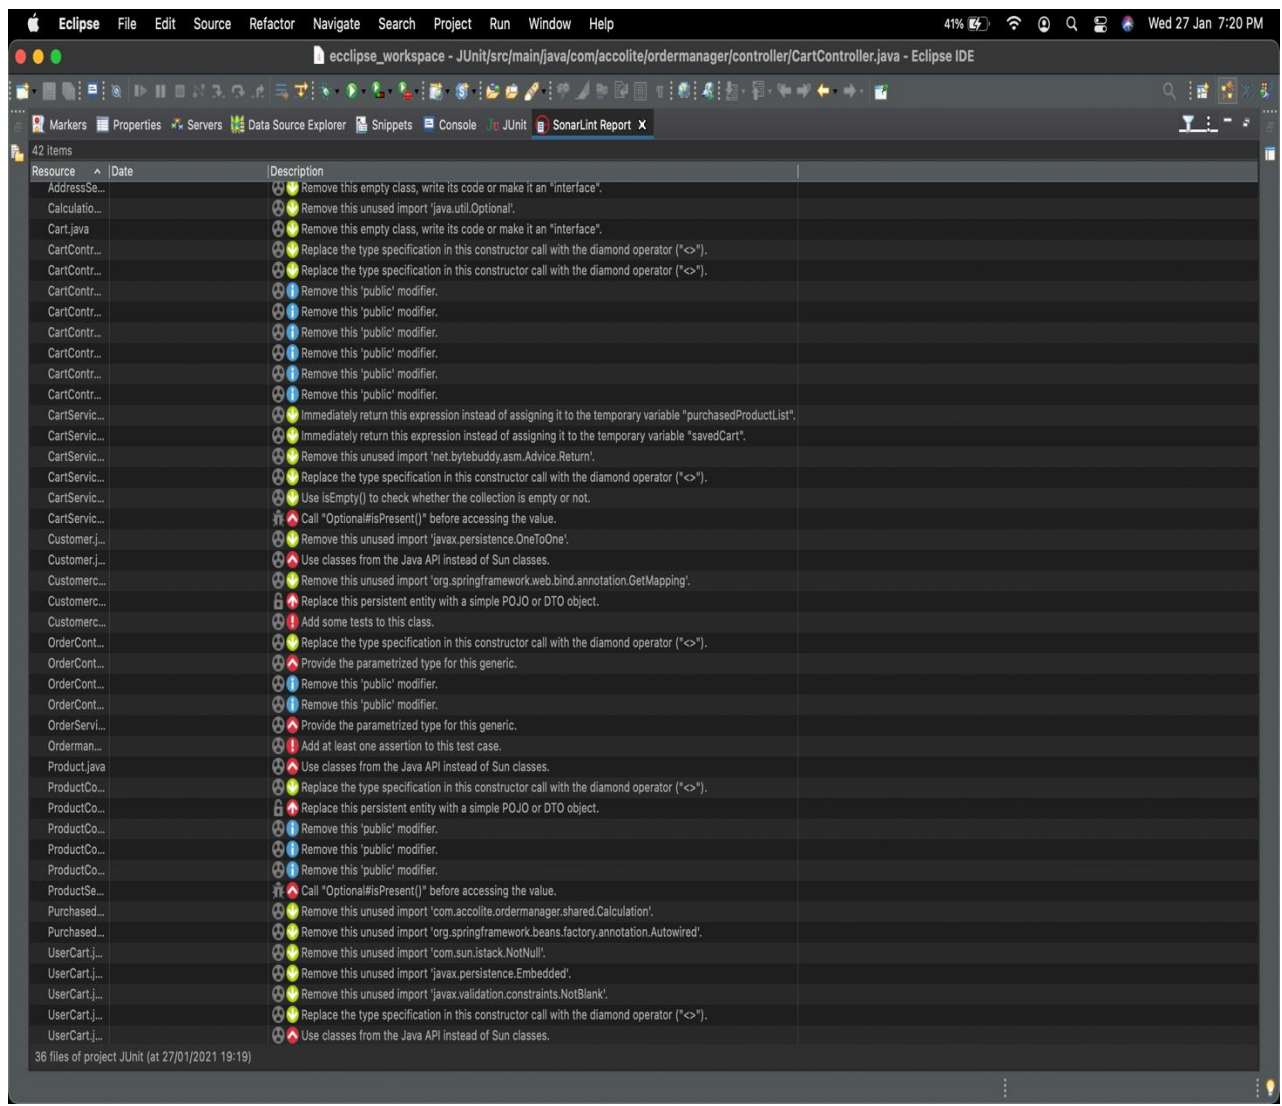 Eclipse File Edit Source Refactor Navigate Search Project Run Window Help 41% Wed 27 Jan 7:20 PM
ecclipse_workspace - JUnit/src/main/java/com/accolite/ordermanager/controller/CartController.java - Eclipse IDE
Markers Properties Servers Data Source Explorer Snippets Console JUnit SonarLint Report X
42 items
Resource Date Description
AddressSe... Remove this empty class, write its code or make it an "interface".
Calculatio... Remove this unused import 'java.util.Optional'.
Cart.java Remove this empty class, write its code or make it an "interface".
CartContr... Replace the type specification in this constructor call with the diamond operator ("<>").
CartContr... Replace the type specification in this constructor call with the diamond operator ("<>").
CartContr... Remove this 'public' modifier.
CartContr... Remove this 'public' modifier.
CartContr... Remove this 'public' modifier.
CartContr... Remove this 'public' modifier.
CartContr... Remove this 'public' modifier.
CartContr... Remove this 'public' modifier.
CartServic... Immediately return this expression instead of assigning it to the temporary variable "purchasedProductList".
CartServic... Immediately return this expression instead of assigning it to the temporary variable "savedCart".
CartServic... Remove this unused import 'net.bytebuddy.asm.Advice.Return'.
CartServic... Replace the type specification in this constructor call with the diamond operator ("<>").
CartServic... Use isEmpty() to check whether the collection is empty or not.
CartServic... Call "Optional#isPresent()" before accessing the value.
Customer.j... Remove this unused import 'javax.persistence.OneToOne'.
Customer.j... Use classes from the Java API instead of Sun classes.
Customerc... Remove this unused import 'org.springframework.web.bind.annotation.GetMapping'.
Customerc... Replace this persistent entity with a simple POJO or DTO object.
Customerc... Add some tests to this class.
OrderCont... Replace the type specification in this constructor call with the diamond operator ("<>").
OrderCont... Provide the parametrized type for this generic.
OrderCont... Remove this 'public' modifier.
OrderCont... Remove this 'public' modifier.
OrderServi... Provide the parametrized type for this generic.
Orderman... Add at least one assertion to this test case.
Product.java Use classes from the Java API instead of Sun classes.
ProductCo... Replace the type specification in this constructor call with the diamond operator ("<>").
ProductCo... Replace this persistent entity with a simple POJO or DTO object.
ProductCo... Remove this 'public' modifier.
ProductCo... Remove this 'public' modifier.
ProductCo... Remove this 'public' modifier.
ProductSe... Call "Optional#isPresent()" before accessing the value.
Purchased... Remove this unused import 'com.accolite.ordermanager.shared.Calculation'.
Purchased... Remove this unused import 'org.springframework.beans.factory.annotation.Autowired'.
UserCart.j... Remove this unused import 'com.sun.istack.NotNull'.
UserCart.j... Remove this unused import 'javax.persistence.Embedded'.
UserCart.j... Remove this unused import 'javax.validation.constraints.NotBlank'.
UserCart.j... Replace the type specification in this constructor call with the diamond operator ("<>").
UserCart.j... Use classes from the Java API instead of Sun classes.
36 files of project JUnit (at 27/01/2021 19:19)